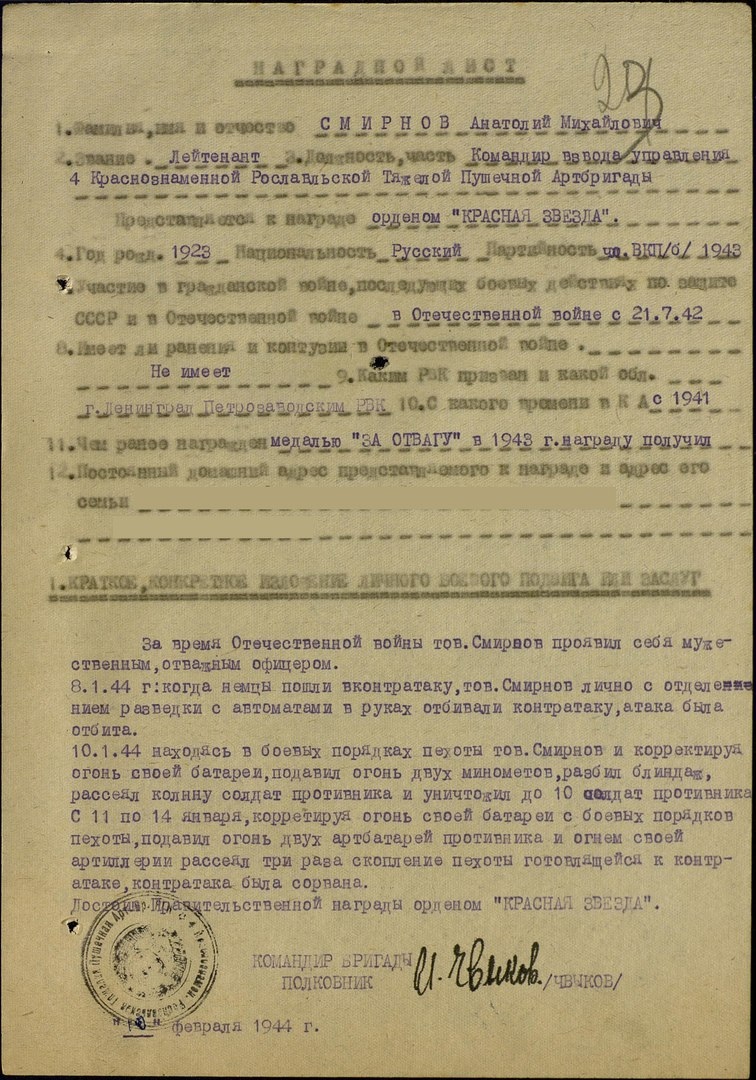 НАГРАДНОЙ ЛИСТ
1. Фамилия, имя и отчество СМИРНОВ Анатолий Михайлович
2. Звание. Лейтенант 3. Должность, часть Командир взвода управления
4 Краснознаменной Рославльской Тяжелой Пушечной Артбригады
Представляется к награде орденом "КРАСНАЯ ЗВЕЗДА".
4. Год рожд. 1923 Национальность Русский Партийность чл.ВКП/б/ 1943
Участие в гражданской войне, последующих боевых действиях по защите
СССР и в Отечественной войне в Отечественной войне с 21.7.42
8. Имеет ли ранения и контузии в Отечественной войне.
Не имеет 9. Каким РВК призван и какой обл.
г.Ленинград Петрозаводским РВК 10. С какого времени в К А с 1941
11. Чем ранее награжден медалью "ЗА ОТВАГУ" в 1943 г.награду получил
12. Постоянный домашний адрес представляемого к награде и адрес его
семьи
1. КРАТКОЕ, КОНКРЕТНОЕ ИЗЛОЖЕНИЕ ЛИЧНОГО БОЕВОГО ПОДВИГА ИЛИ ЗАСЛУГ
За время Отечественной войны тов.Смирнов проявил себя муже-
ственным,отважным офицером.
8.1.44 г:когда немцы пошли вконтратаку,тов.Смирнов лично с отделе
нием разведки с автоматами в руках отбивали контратаку,атака была
отбита.
10.1.44 находясь в боевых порядках пехоты тов.Смирнов и корректируя
огонь своей батареи,подавил огонь двух минометов,разбил блиндаж,
рассеял колнну солдат противника и уничтожил до 10 солдат противника
С 11 по 14 января,корретируя огонь своей батареи с боевых порядков
пехоты,подавил огонь двух артбатарей противника и огнем своей
артиллерии рассеял три раза скопление пехоты готовлящейся к контр-
атаке,контратака была сорвана.
Достоин Правительственной награды орденом "КРАСНАЯ ЗВЕЗДА".
КОМАНДИР БРИГАДЫ
ПОЛКОВНИК И. Чвыков. /ЧВЫКОВ/
"10" февраля 1944 г.